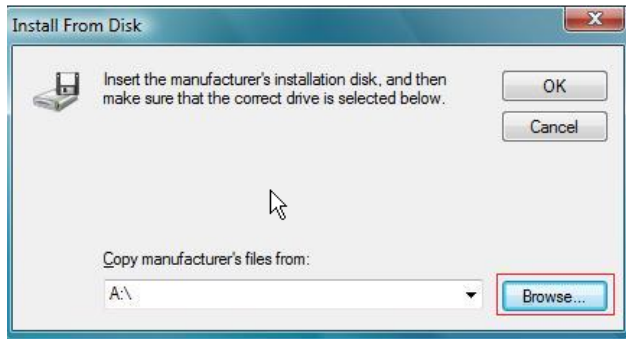 Install From Disk
Insert the manufacturer's installation disk, and then
make sure that the correct drive is selected below.
OK
Cancel
Copy manufacturer's files from:
A:\
Browse...